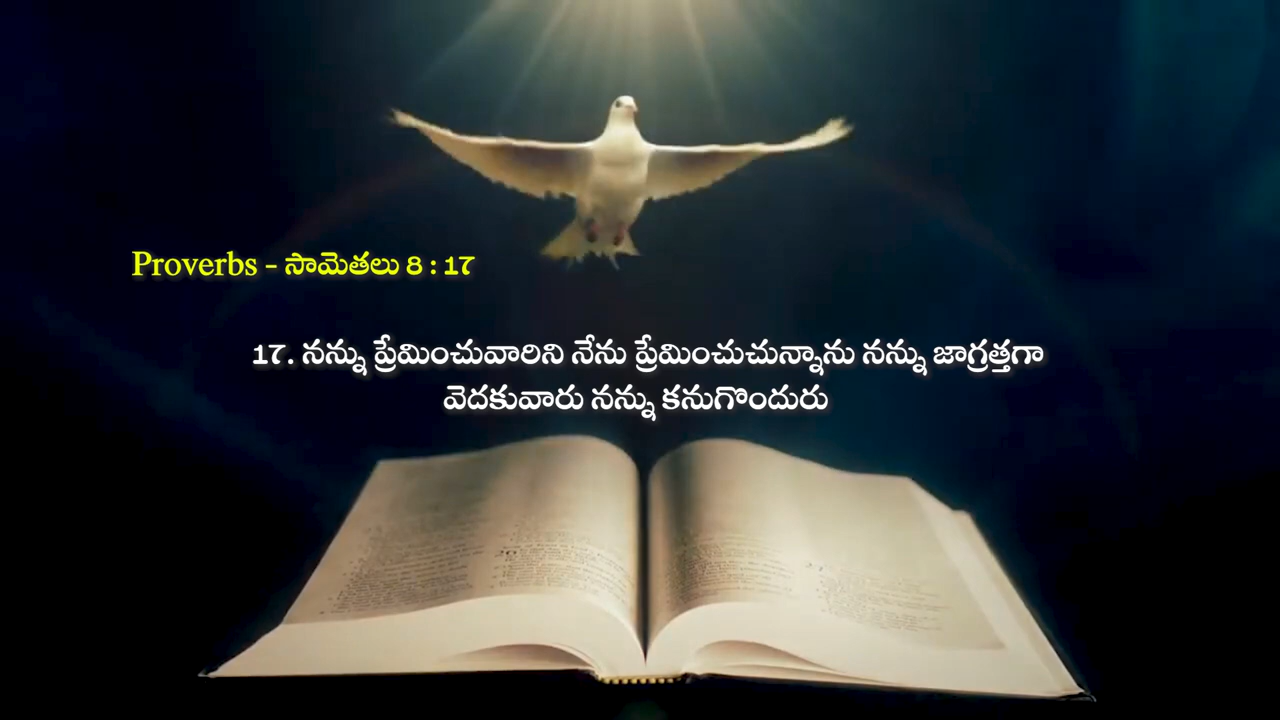 Proverbs - సామెతలు 8 : 17
17. నన్ను ప్రేమించువారిని నేను ప్రేమించుచున్నాను నన్ను జాగ్రత్తగా
వెదకువారు నన్ను కనుగొందురు